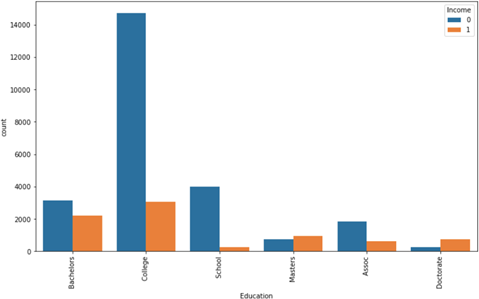 Income
0
1
14000
12000
10000
8000
6000
4000
2000
0
count
Bachelors
College
School
Masters
Assoc
Doctorate
Education